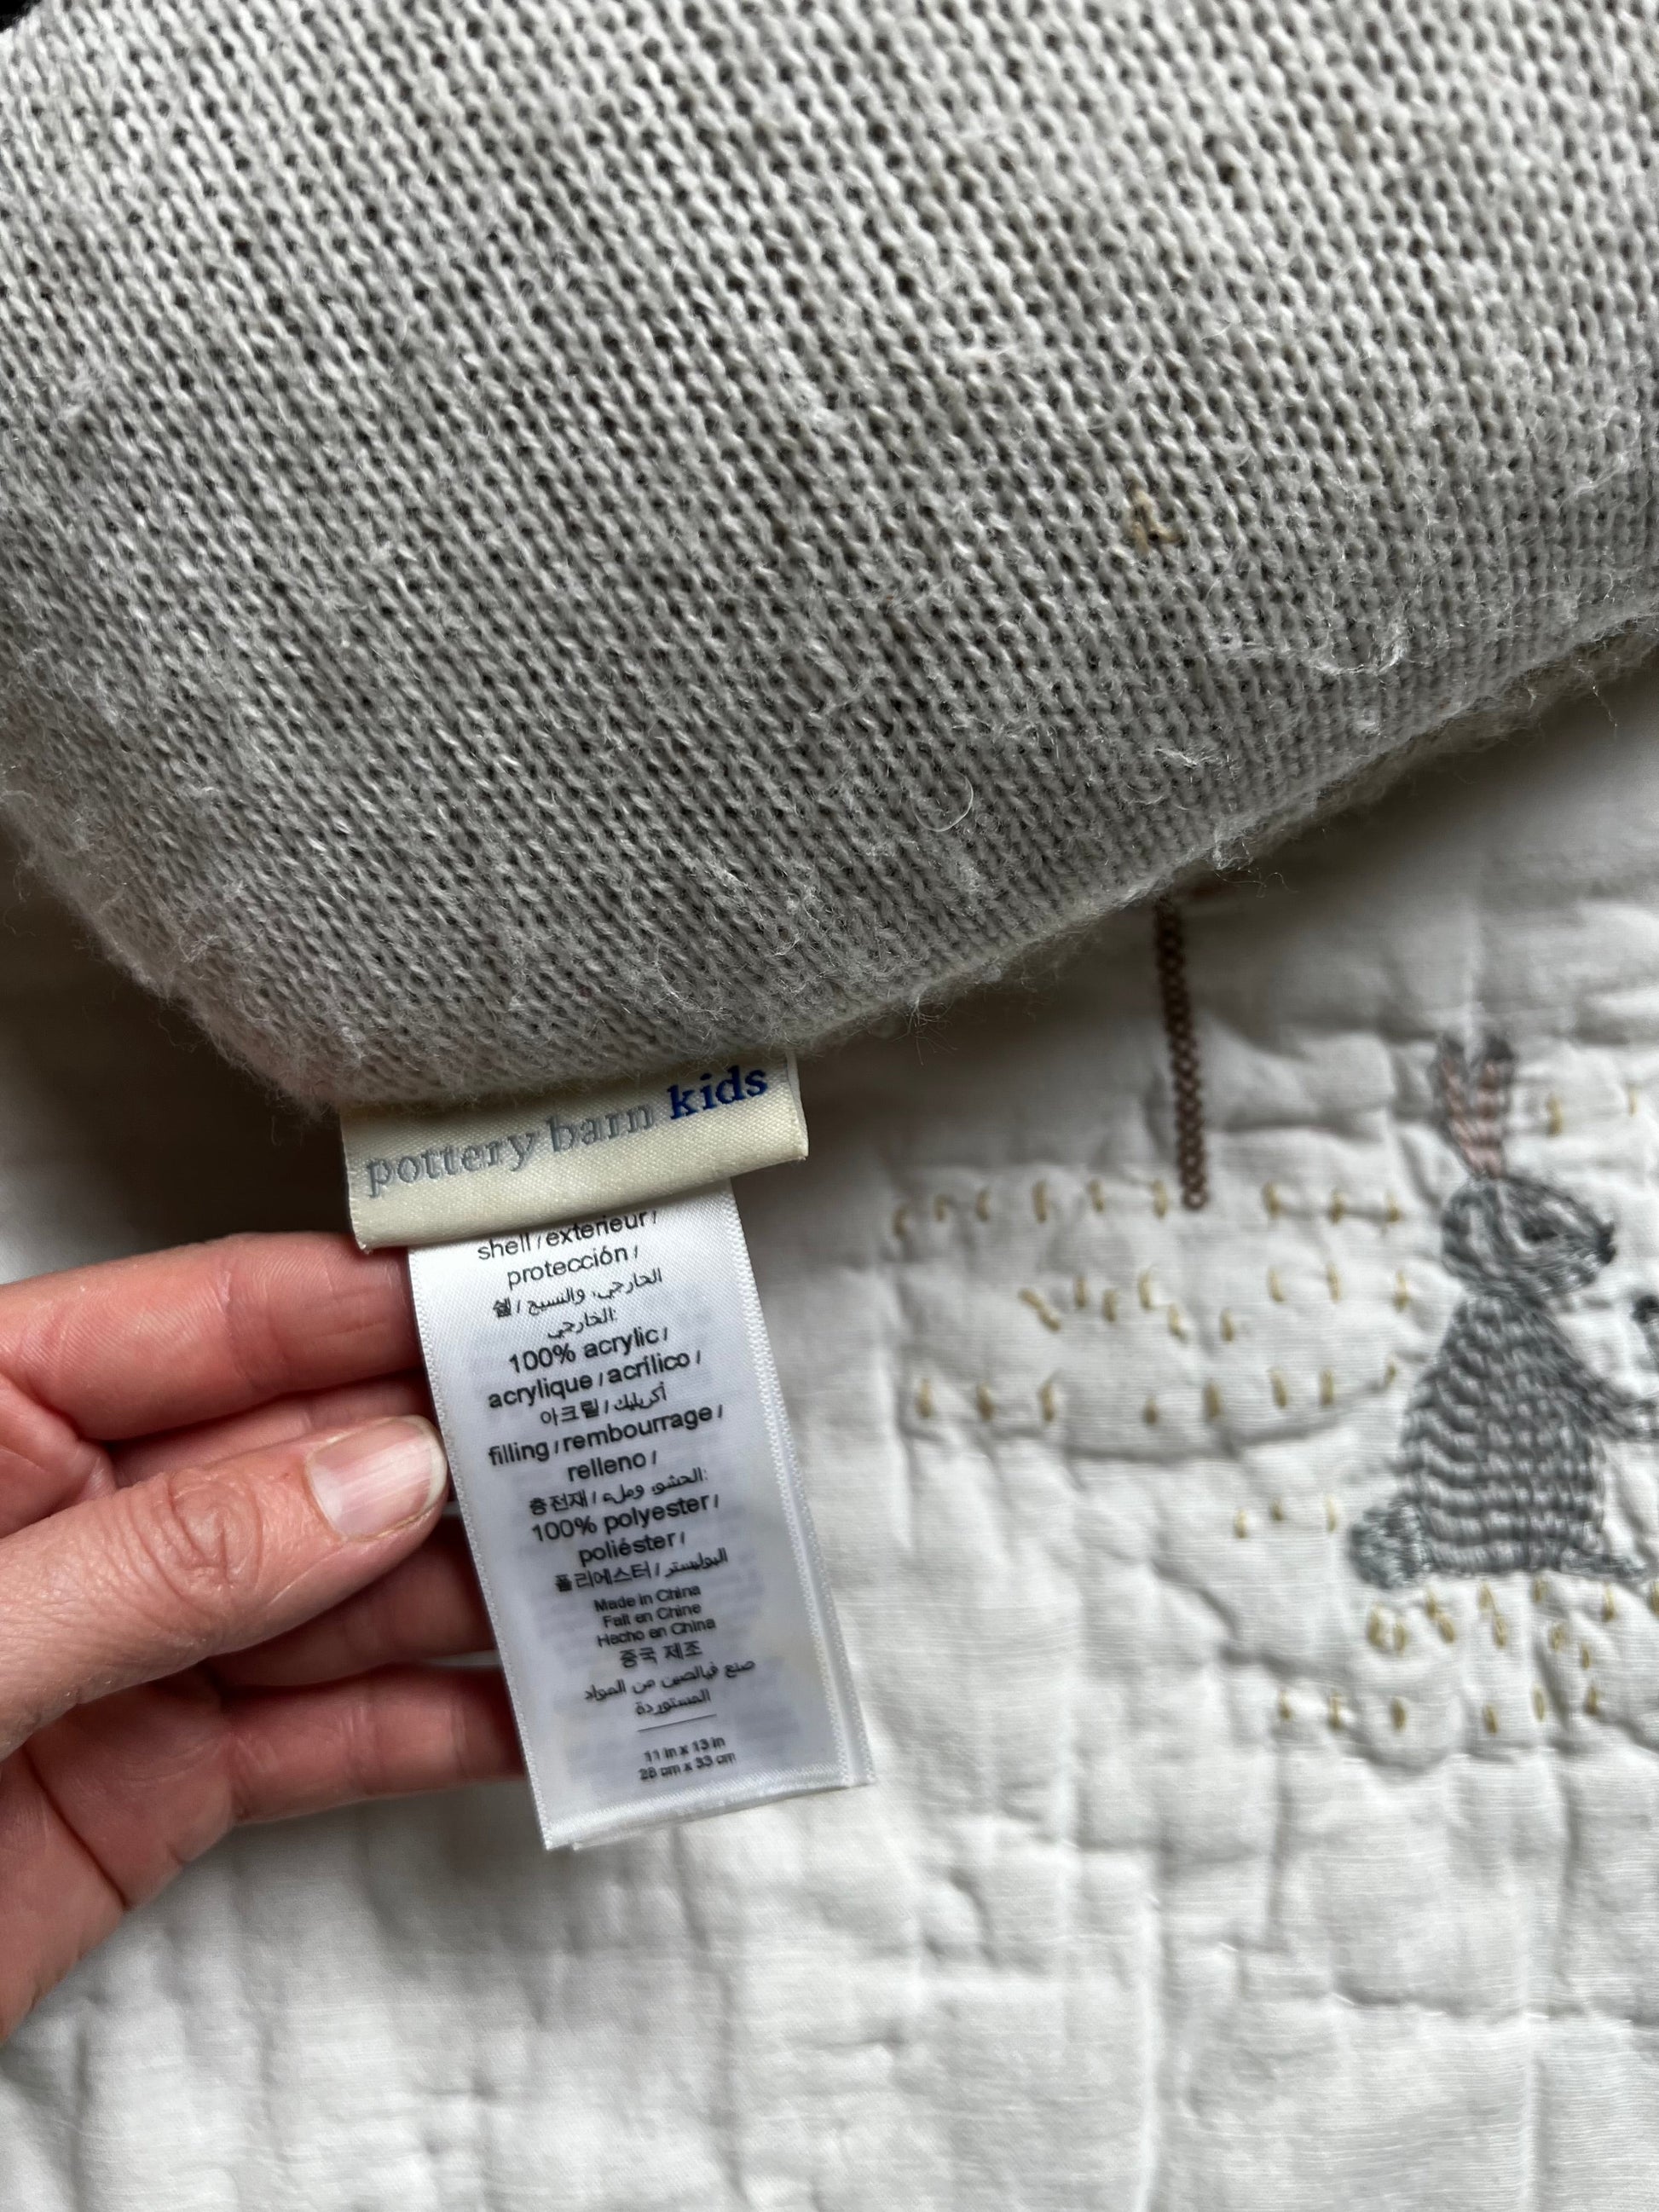 pottery barn kids
shell / exterieur /
protección /
쉘 / الخارجي، والنسيج
الخارجي:
100% acrylic /
acrylique / acrílico /
아크릴 / أكريليك
filling / rembourrage /
relleno /
충전재 / الحشو، وملء:
100% polyester /
poliéster /
폴리에스터 / البوليستر
Made in China
Fait en Chine
Hecho en China
중국 제조
صنع فيالصين من المواد
المستوردة
11 in x 13 in
28 cm x 33 cm